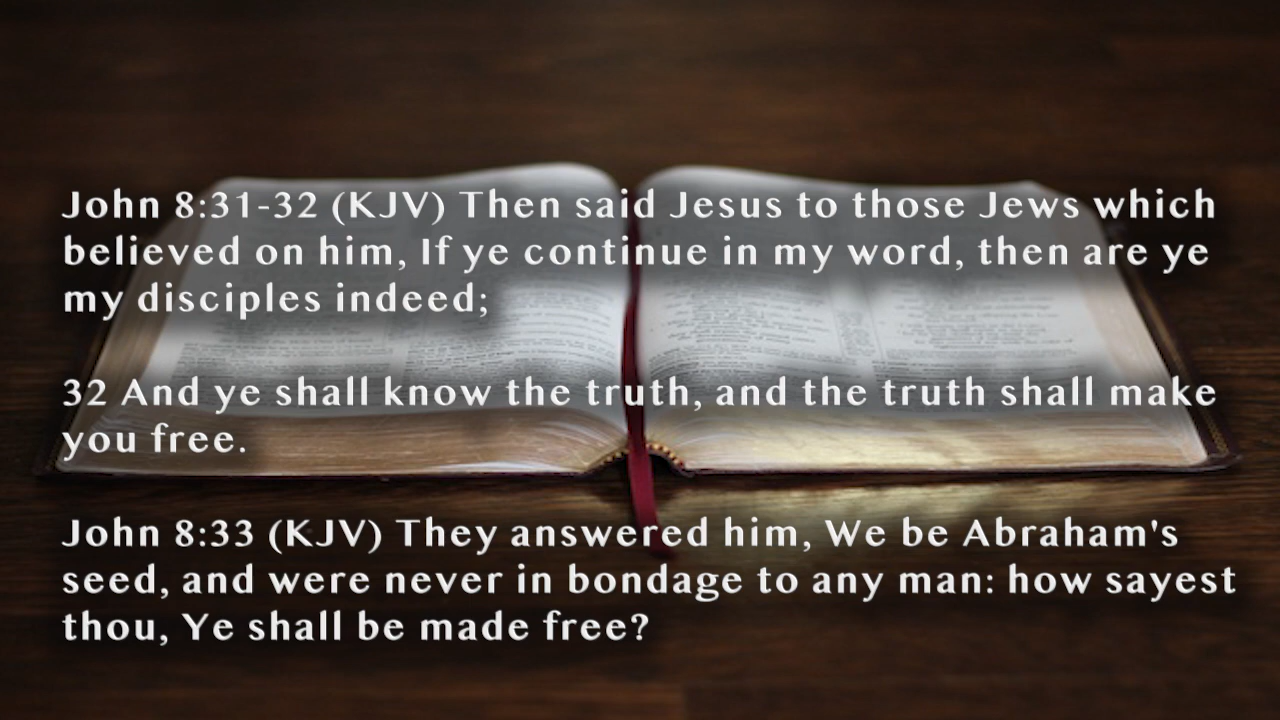 John 8:31-32 (KJV) Then said Jesus to those Jews which
believed on him, If ye continue in my word, then are ye
my disciples indeed;
32 And ye shall know the truth, and the truth shall make
you free.
John 8:33 (KJV) They answered him, We be Abraham's
seed, and were never in bondage to any man: how sayest
thou, Ye shall be made free?